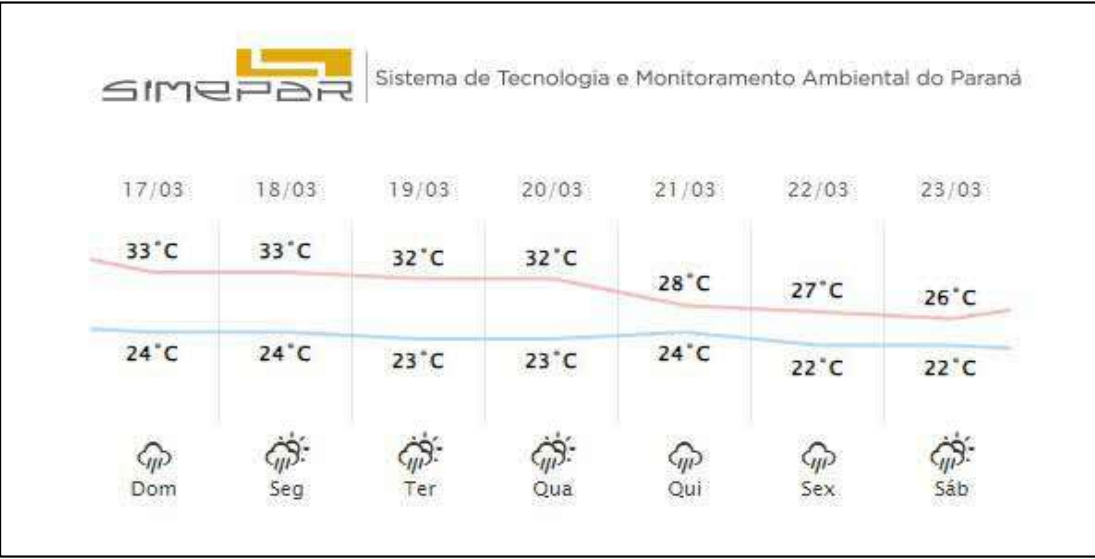 SIMEPAR
Sistema de Tecnologia e Monitoramento Ambiental do Paraná
17/03 18/03 19/03 20/03 21/03 22/03 23/03
33°C 33°C 32°C 32°C 28°C 27°C 26°C
24°C 24°C 23°C 23°C 24°C 22°C 22°C
Dom Seg Ter Qua Qui Sex Sáb